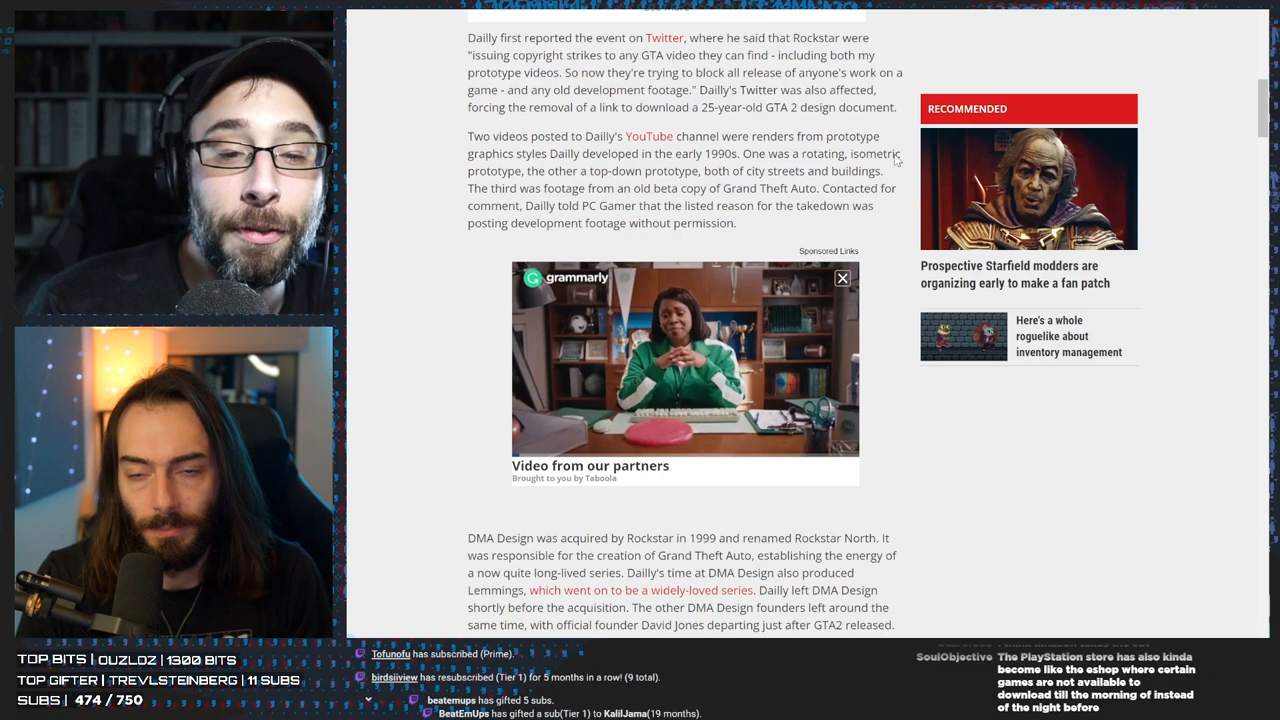 Dailly first reported the event on Twitter, where he said that Rockstar were
"issuing copyright strikes to any GTA video they can find - including both my
prototype videos. So now they're trying to block all release of anyone's work on a
game - and any old development footage." Dailly's Twitter was also affected,
forcing the removal of a link to download a 25-year-old GTA 2 design document.
Two videos posted to Dailly's YouTube channel were renders from prototype
graphics styles Dailly developed in the early 1990s. One was a rotating, isometric
prototype, the other a top-down prototype, both of city streets and buildings.
The third was footage from an old beta copy of Grand Theft Auto. Contacted for
comment, Dailly told PC Gamer that the listed reason for the takedown was
posting development footage without permission.
Sponsored Links
grammarly
Video from our partners
Brought to you by Taboola
DMA Design was acquired by Rockstar in 1999 and renamed Rockstar North. It
was responsible for the creation of Grand Theft Auto, establishing the energy of
a now quite long-lived series. Dailly's time at DMA Design also produced
Lemmings, which went on to be a widely-loved series. Dailly left DMA Design
shortly before the acquisition. The other DMA Design founders left around the
same time, with official founder David Jones departing just after GTA2 released.
RECOMMENDED
Prospective Starfield modders are
organizing early to make a fan patch
Here's a whole
roguelike about
inventory management
TOP BITS | OUZLOZ | 1300 BITS
TOP GIFTER | TREVLSTEINBERG | 11 SUBS
SUBS | 474 / 750
Tofunofu has subscribed (Prime).
birdsiiview has resubscribed (Tier 1) for 5 months in a row! (9 total).
beatemups has gifted 5 subs.
BeatEmUps has gifted a sub(Tier 1) to KalilJama(19 months).
SoulObjective The PlayStation store has also kinda
become like the eshop where certain
games are not available to
download till the morning of instead
of the night before